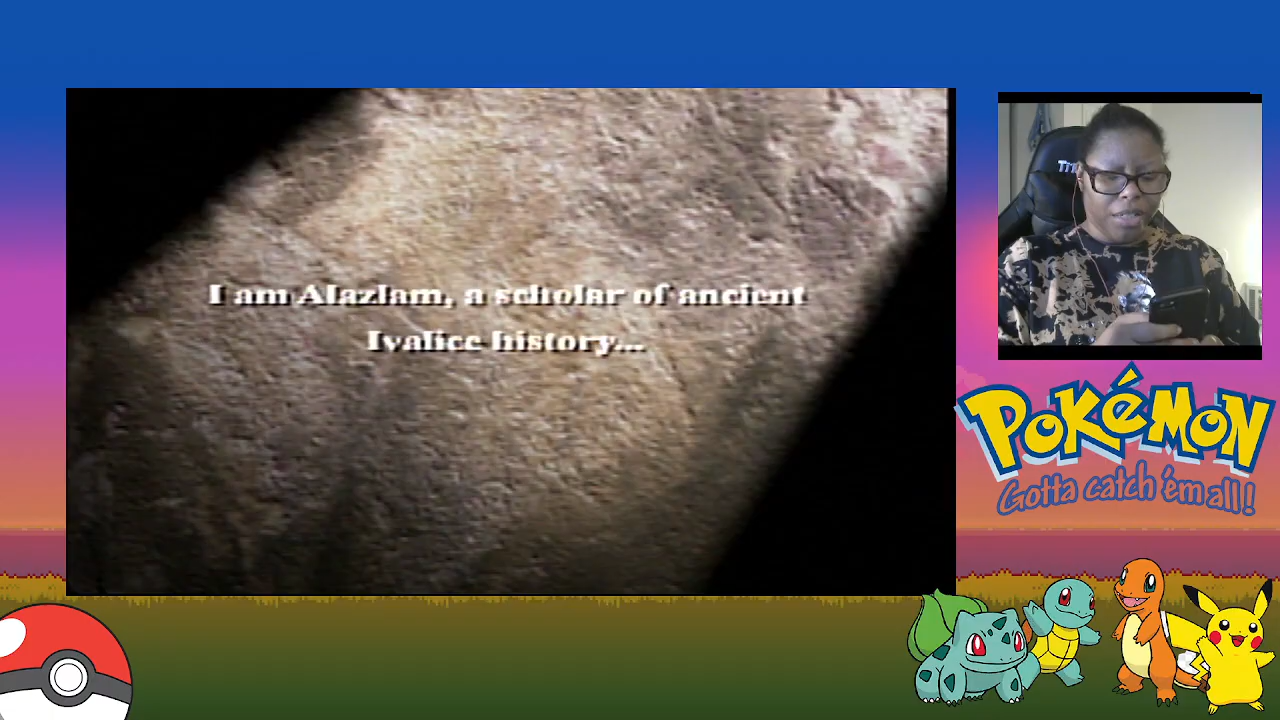 I am Alazlam, a scholar of ancient
Ivalice history...
POKéMON
Gotta catch 'em all!